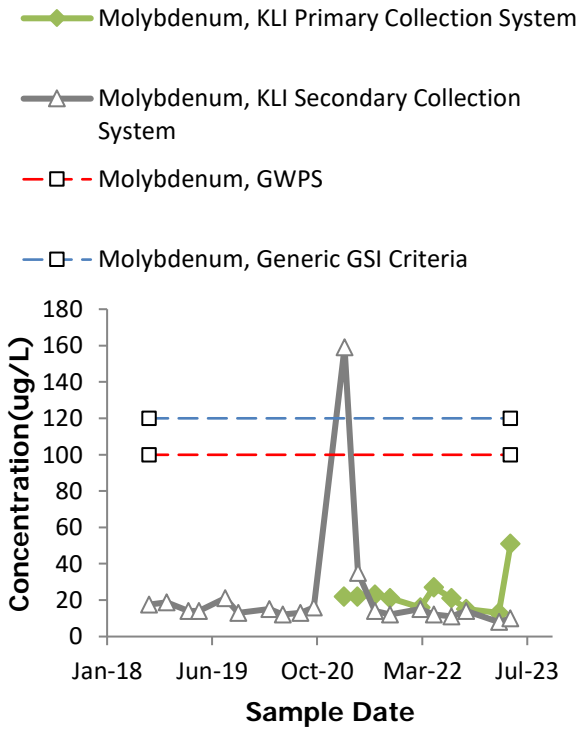 Molybdenum, KLI Primary Collection System
Molybdenum, KLI Secondary Collection
System
Molybdenum, GWPS
Molybdenum, Generic GSI Criteria
180
160
140
120
100
80
60
40
20
0
Concentration(ug/L)
Jan-18 Jun-19 Oct-20 Mar-22 Jul-23
Sample Date